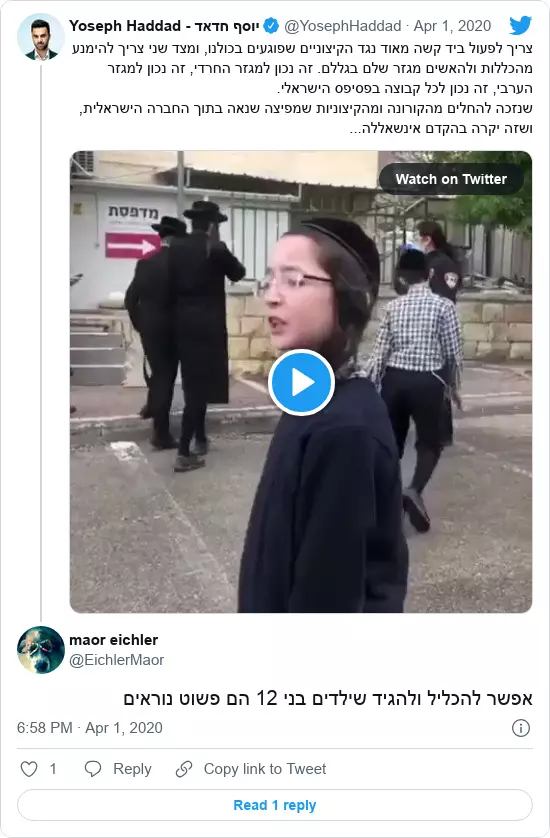 Yoseph Haddad - יוסף חדאד @YosephHaddad · Apr 1, 2020
צריך לפעול ביד קשה מאוד נגד הקיצוניים שפוגעים בכולנו, ומצד שני צריך להימנע
מהכללות ולהאשים מגזר שלם בגללם. זה נכון למגזר החרדי, זה נכון למגזר
הערבי, זה נכון לכל קבוצה בפסיפס הישראלי.
שנזכה להחלים מהקורונה ומהקיצוניות שמפיצה שנאה בתוך החברה הישראלית,
ושזה יקרה בהקדם אינשאללה...
Watch on Twitter
מדפסת
maor eichler
@EichlerMaor
אפשר להכליל ולהגיד שילדים בני 12 הם פשוט נוראים
6:58 PM · Apr 1, 2020
1 Reply Copy link to Tweet
Read 1 reply